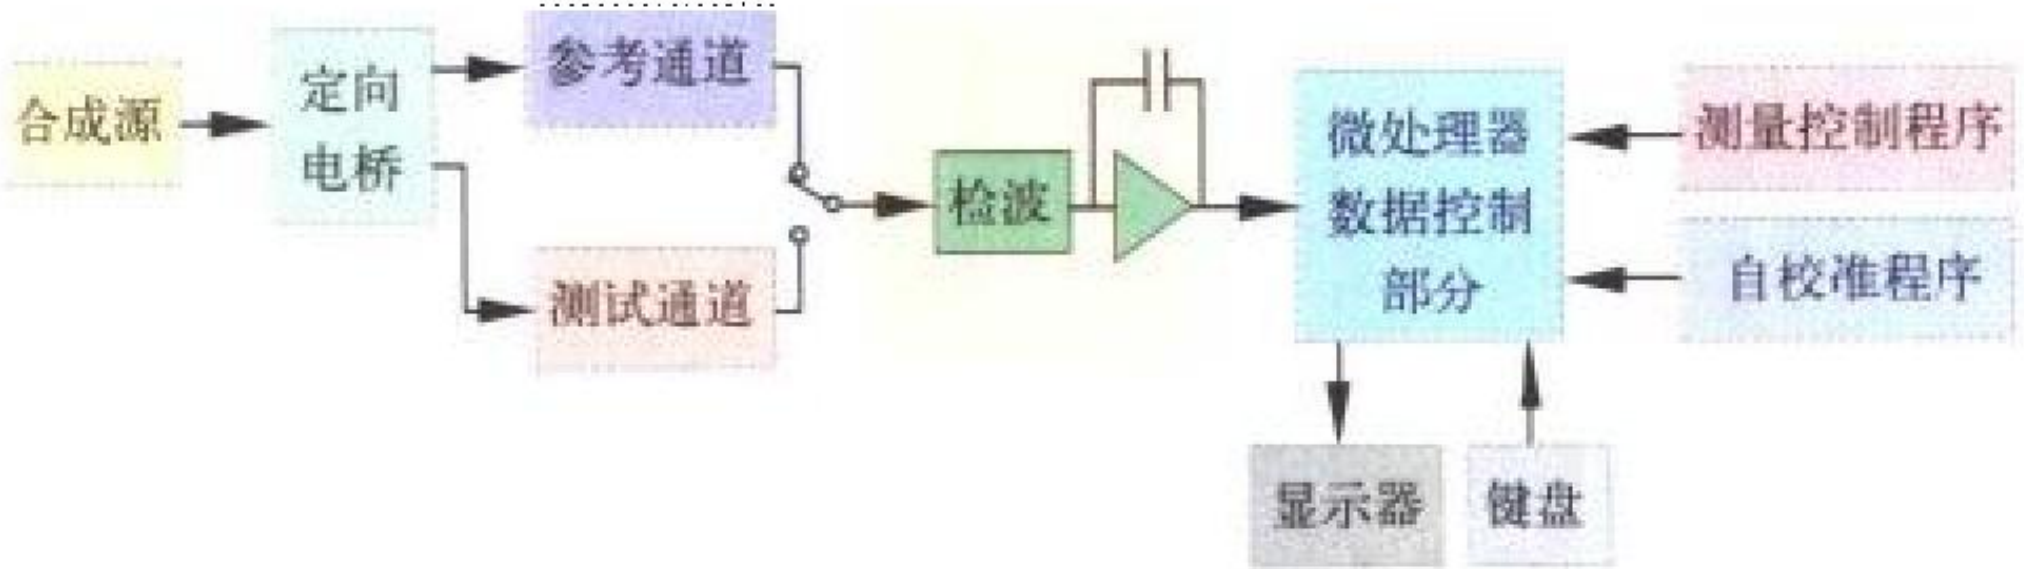 合成源
定向
电桥
参考通道
测试通道
检波
微处理器
数据控制
部分
测量控制程序
自校准程序
显示器
键盘